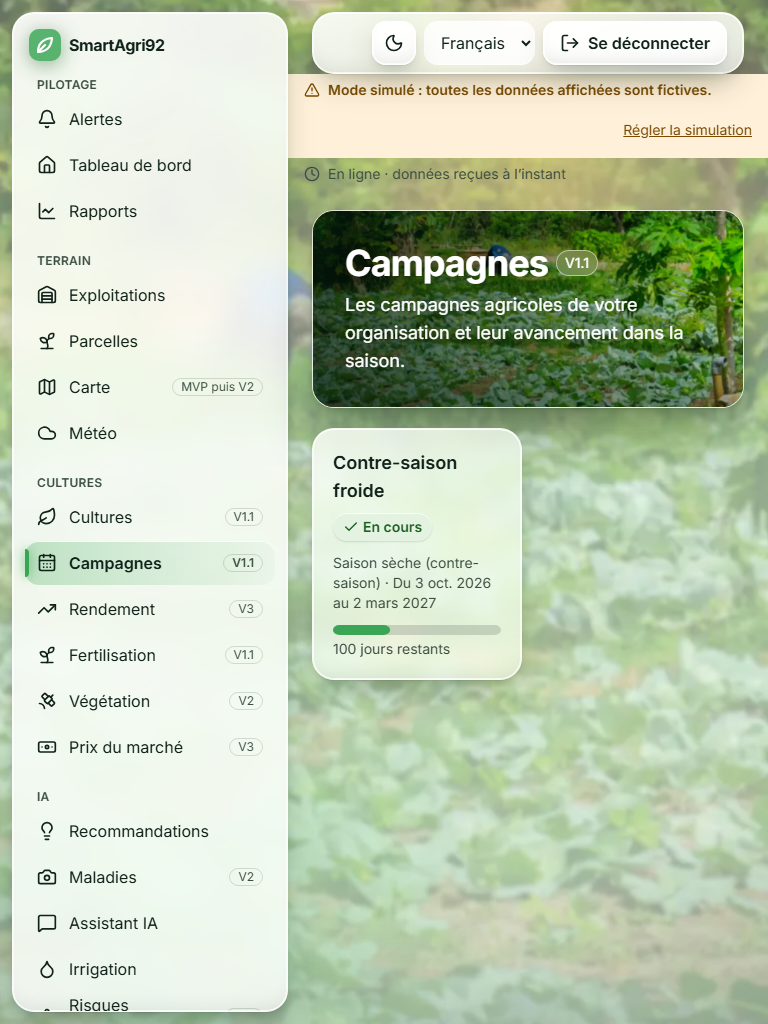 SmartAgri92
PILOTAGE
Alertes
Tableau de bord
Rapports
TERRAIN
Exploitations
Parcelles
Carte MVP puis V2
Météo
CULTURES
Cultures V1.1
Campagnes V1.1
Rendement V3
Fertilisation V1.1
Végétation V2
Prix du marché V3
IA
Recommandations
Maladies V2
Assistant IA
Irrigation
Risques
Français
Se déconnecter
Mode simulé : toutes les données affichées sont fictives.
Régler la simulation
En ligne · données reçues à l’instant
Campagnes V1.1
Les campagnes agricoles de votre
organisation et leur avancement dans la
saison.
Contre-saison
froide
En cours
Saison sèche (contre-
saison) · Du 3 oct. 2026
au 2 mars 2027
100 jours restants